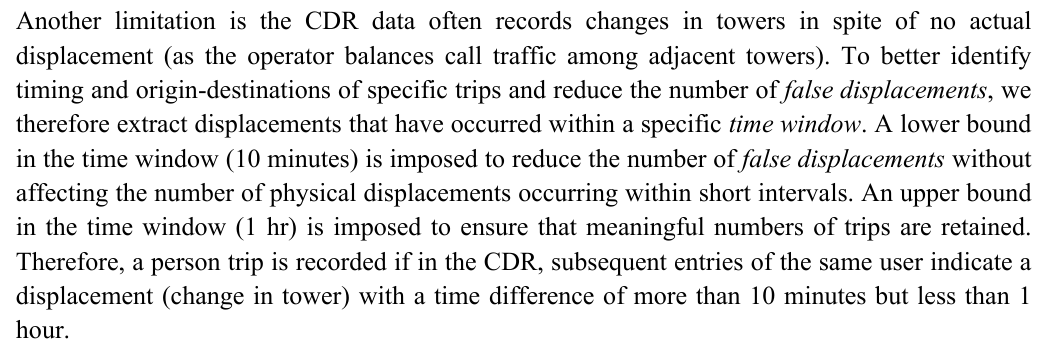 Another limitation is the CDR data often records changes in towers in spite of no actual
displacement (as the operator balances call traffic among adjacent towers). To better identify
timing and origin-destinations of specific trips and reduce the number of false displacements, we
therefore extract displacements that have occurred within a specific time window. A lower bound
in the time window (10 minutes) is imposed to reduce the number of false displacements without
affecting the number of physical displacements occurring within short intervals. An upper bound
in the time window (1 hr) is imposed to ensure that meaningful numbers of trips are retained.
Therefore, a person trip is recorded if in the CDR, subsequent entries of the same user indicate a
displacement (change in tower) with a time difference of more than 10 minutes but less than 1
hour.